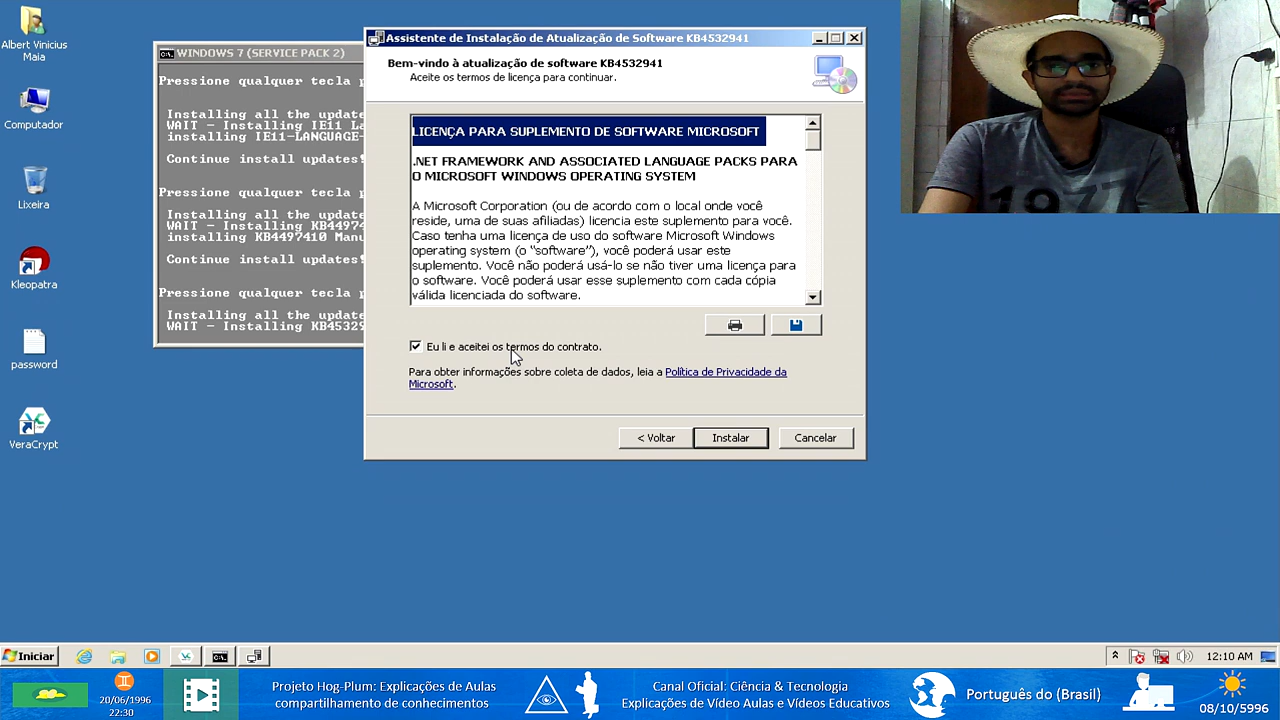 Albert Vinicius
Maia
Computador
Lixeira
Kleopatra
password
VeraCrypt
WINDOWS 7 (SERVICE PACK 2)
Pressione qualquer tecla p
Installing all the update
WAIT - Installing IE11 La
installing IE11-LANGUAGE-
Continue install updates?
Pressione qualquer tecla p
Installing all the update
WAIT - Installing KB44974
installing KB4497410 Manu
Continue install updates?
Pressione qualquer tecla p
Installing all the update
WAIT - Installing KB45329
Assistente de Instalação de Atualização de Software KB4532941
Bem-vindo à atualização de software KB4532941
Aceite os termos de licença para continuar.
LICENÇA PARA SUPLEMENTO DE SOFTWARE MICROSOFT
.NET FRAMEWORK AND ASSOCIATED LANGUAGE PACKS PARA
O MICROSOFT WINDOWS OPERATING SYSTEM
A Microsoft Corporation (ou de acordo com o local onde você
reside, uma de suas afiliadas) licencia este suplemento para você.
Caso tenha uma licença de uso do software Microsoft Windows
operating system (o "software"), você poderá usar este
suplemento. Você não poderá usá-lo se não tiver uma licença para
o software. Você poderá usar esse suplemento com cada cópia
válida licenciada do software.
Eu li e aceitei os termos do contrato.
Para obter informações sobre coleta de dados, leia a Política de Privacidade da
Microsoft.
< Voltar
Instalar
Cancelar
1977
Iniciar
12:10 AM
20/06/1996
22:30
Projeto Hog-Plum: Explicações de Aulas
compartilhamento de conhecimentos
Canal Oficial: Ciência & Tecnologia
Explicações de Vídeo Aulas e Vídeos Educativos
Português do (Brasil)
08/10/5996